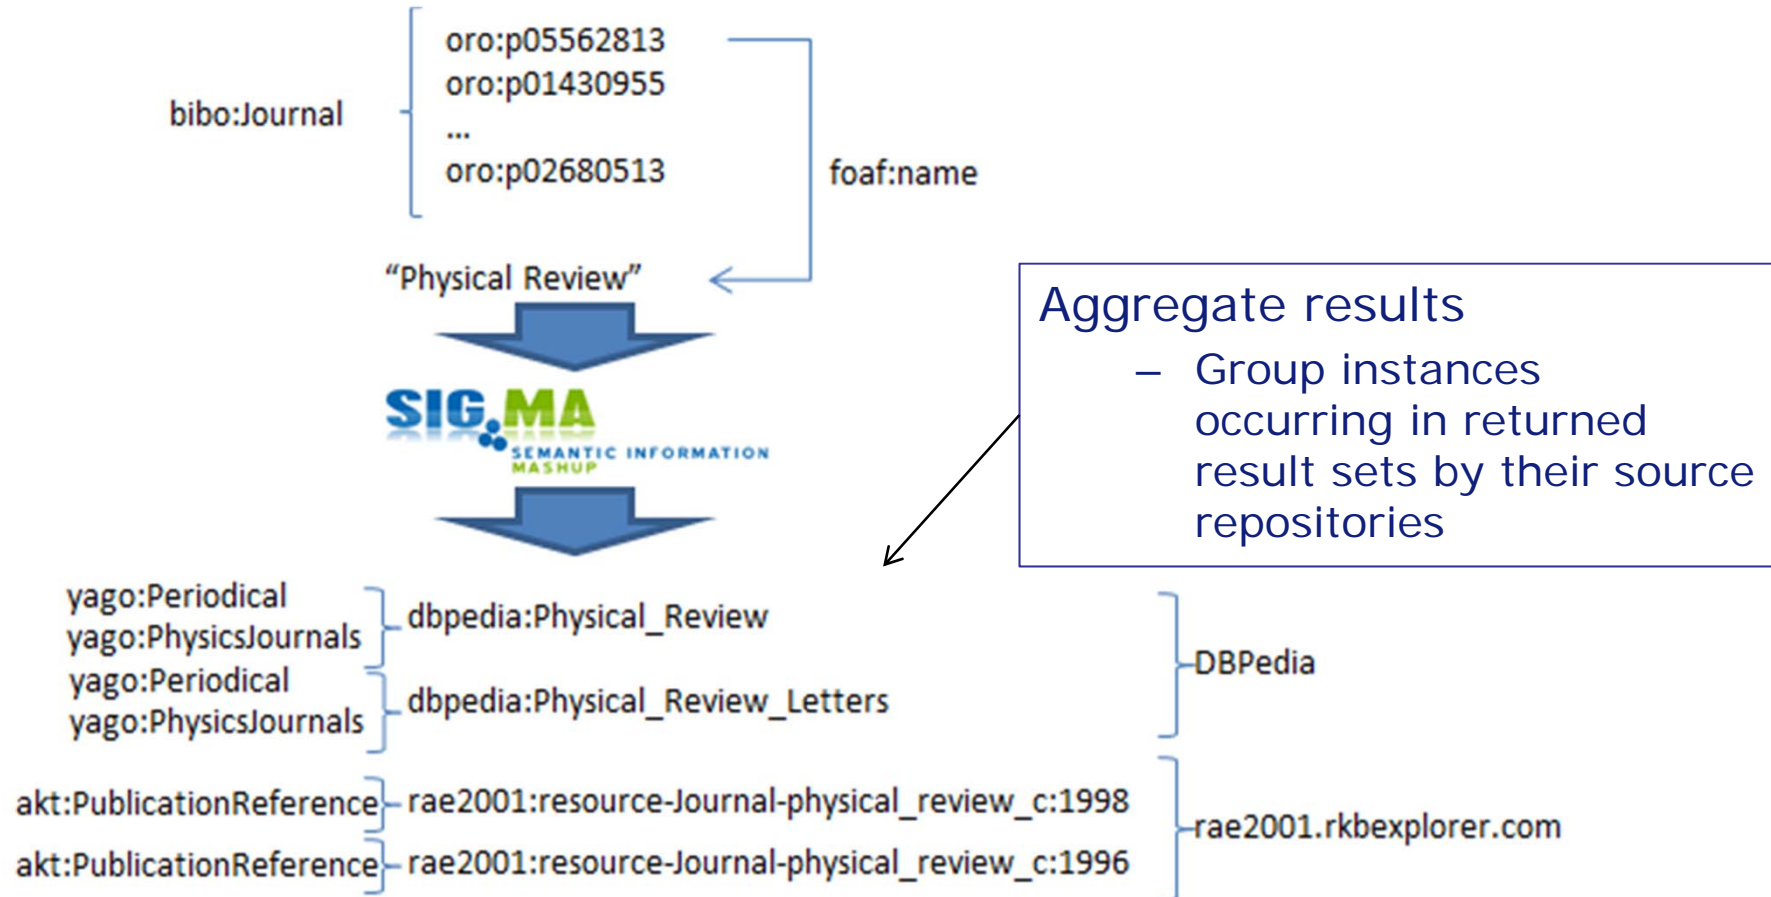 oro:p05562813
oro:p01430955
bibo:Journal
...
oro:p02680513
foaf:name
“Physical Review”
SIG.MA
SEMANTIC INFORMATION
MASHUP
Aggregate results
– Group instances
occurring in returned
result sets by their source
repositories
yago:Periodical
yago:PhysicsJournals
dbpedia:Physical_Review
yago:Periodical
yago:PhysicsJournals
dbpedia:Physical_Review_Letters
DBPedia
akt:PublicationReference
rae2001:resource-Journal-physical_review_c:1998
akt:PublicationReference
rae2001:resource-Journal-physical_review_c:1996
rae2001.rkbexplorer.com